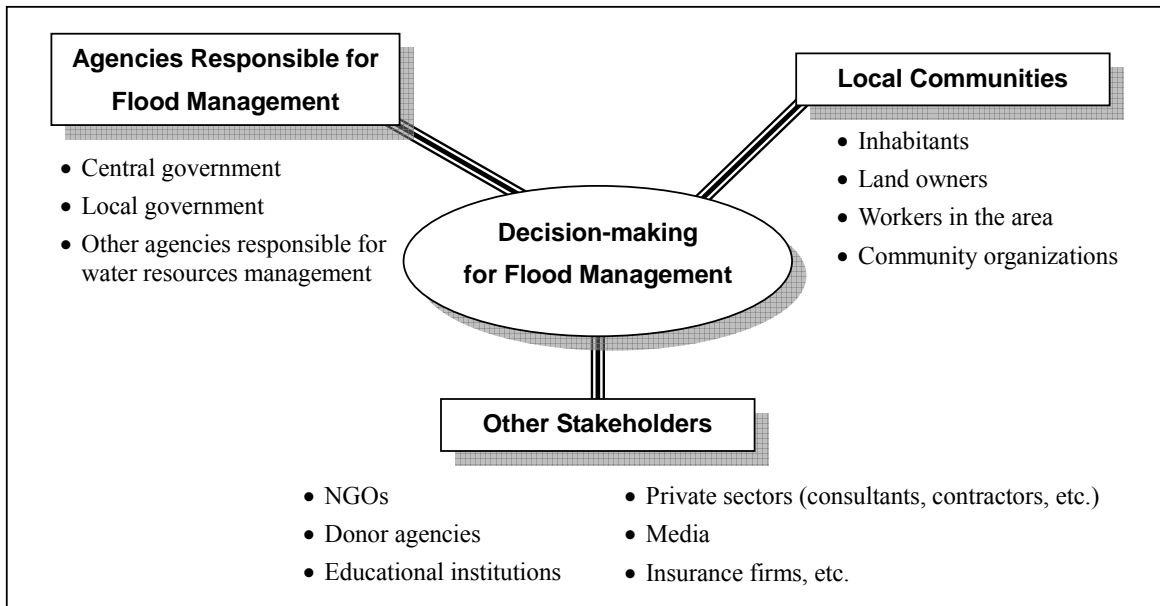 Agencies Responsible for
Flood Management
• Central government
• Local government
• Other agencies responsible for
water resources management
Local Communities
• Inhabitants
• Land owners
• Workers in the area
• Community organizations
Decision-making
for Flood Management
Other Stakeholders
• NGOs
• Donor agencies
• Educational institutions
• Private sectors (consultants, contractors, etc.)
• Media
• Insurance firms, etc.